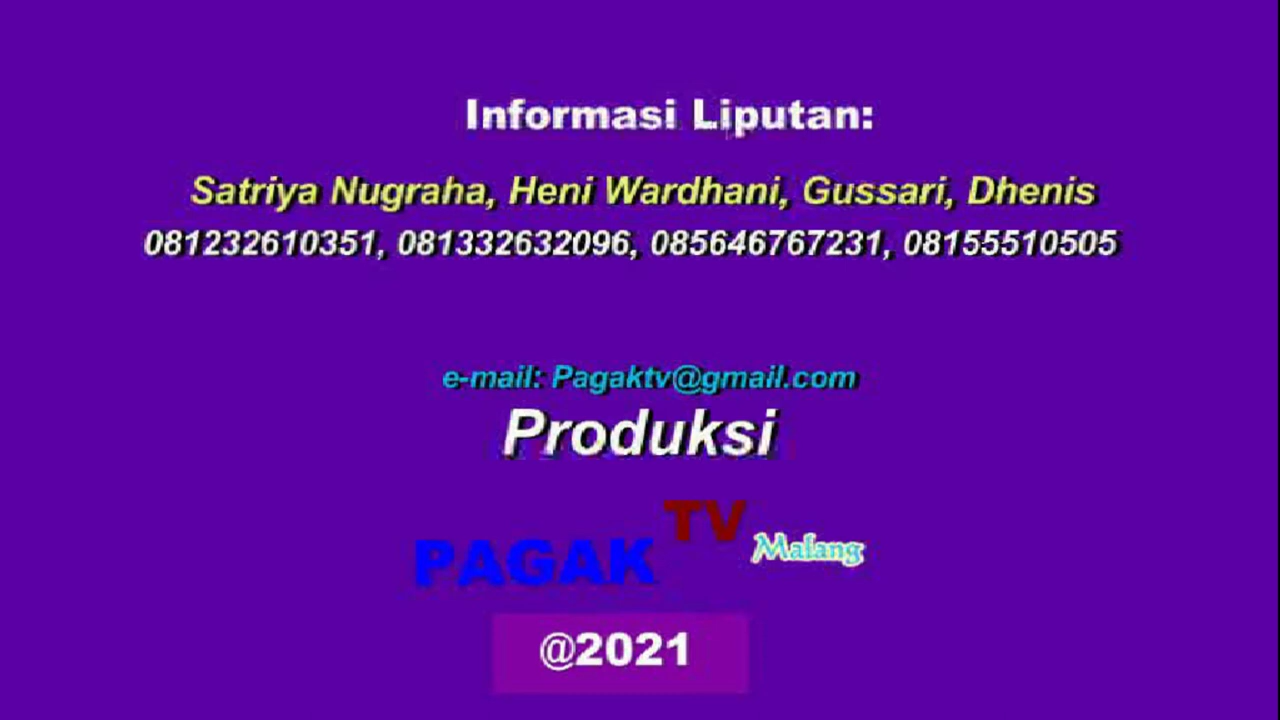 Informasi Liputan:
Satriya Nugraha, Heni Wardhani, Gussari, Dhenis
081232610351, 081332632096, 085646767231, 08155510505
e-mail: Pagaktv@gmail.com
Produksi
PAGAK TV Malang
@2021